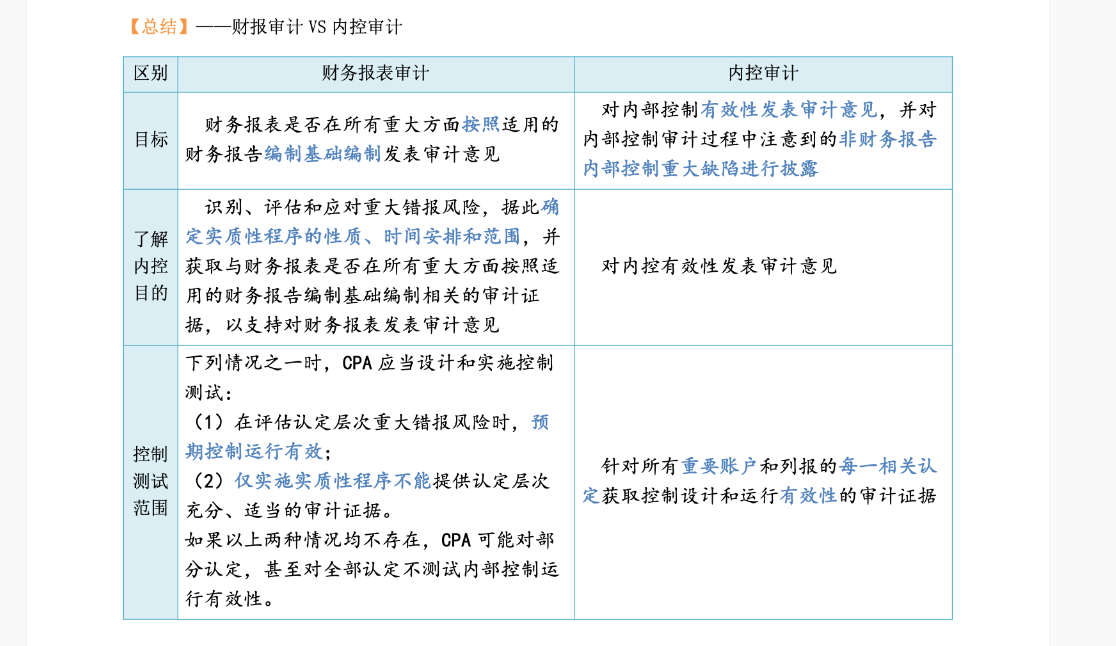 【总结】——财报审计 VS 内控审计
区别
财务报表审计
内控审计
目标
财务报表是否在所有重大方面按照适用的
财务报告编制基础编制发表审计意见
对内部控制有效性发表审计意见，并对
内部控制审计过程中注意到的非财务报告
内部控制重大缺陷进行披露
了解
内控
目的
识别、评估和应对重大错报风险，据此确
定实质性程序的性质、时间安排和范围，并
获取与财务报表是否在所有重大方面按照适
用的财务报告编制基础编制相关的审计证
据，以支持对财务报表发表审计意见
对内控有效性发表审计意见
控制
测试
范围
下列情况之一时，CPA 应当设计和实施控制
测试：
（1）在评估认定层次重大错报风险时，预
期控制运行有效；
（2）仅实施实质性程序不能提供认定层次
充分、适当的审计证据。
如果以上两种情况均不存在，CPA 可能对部
分认定，甚至对全部认定不测试内部控制运
行有效性。
针对所有重要账户和列报的每一相关认
定获取控制设计和运行有效性的审计证据